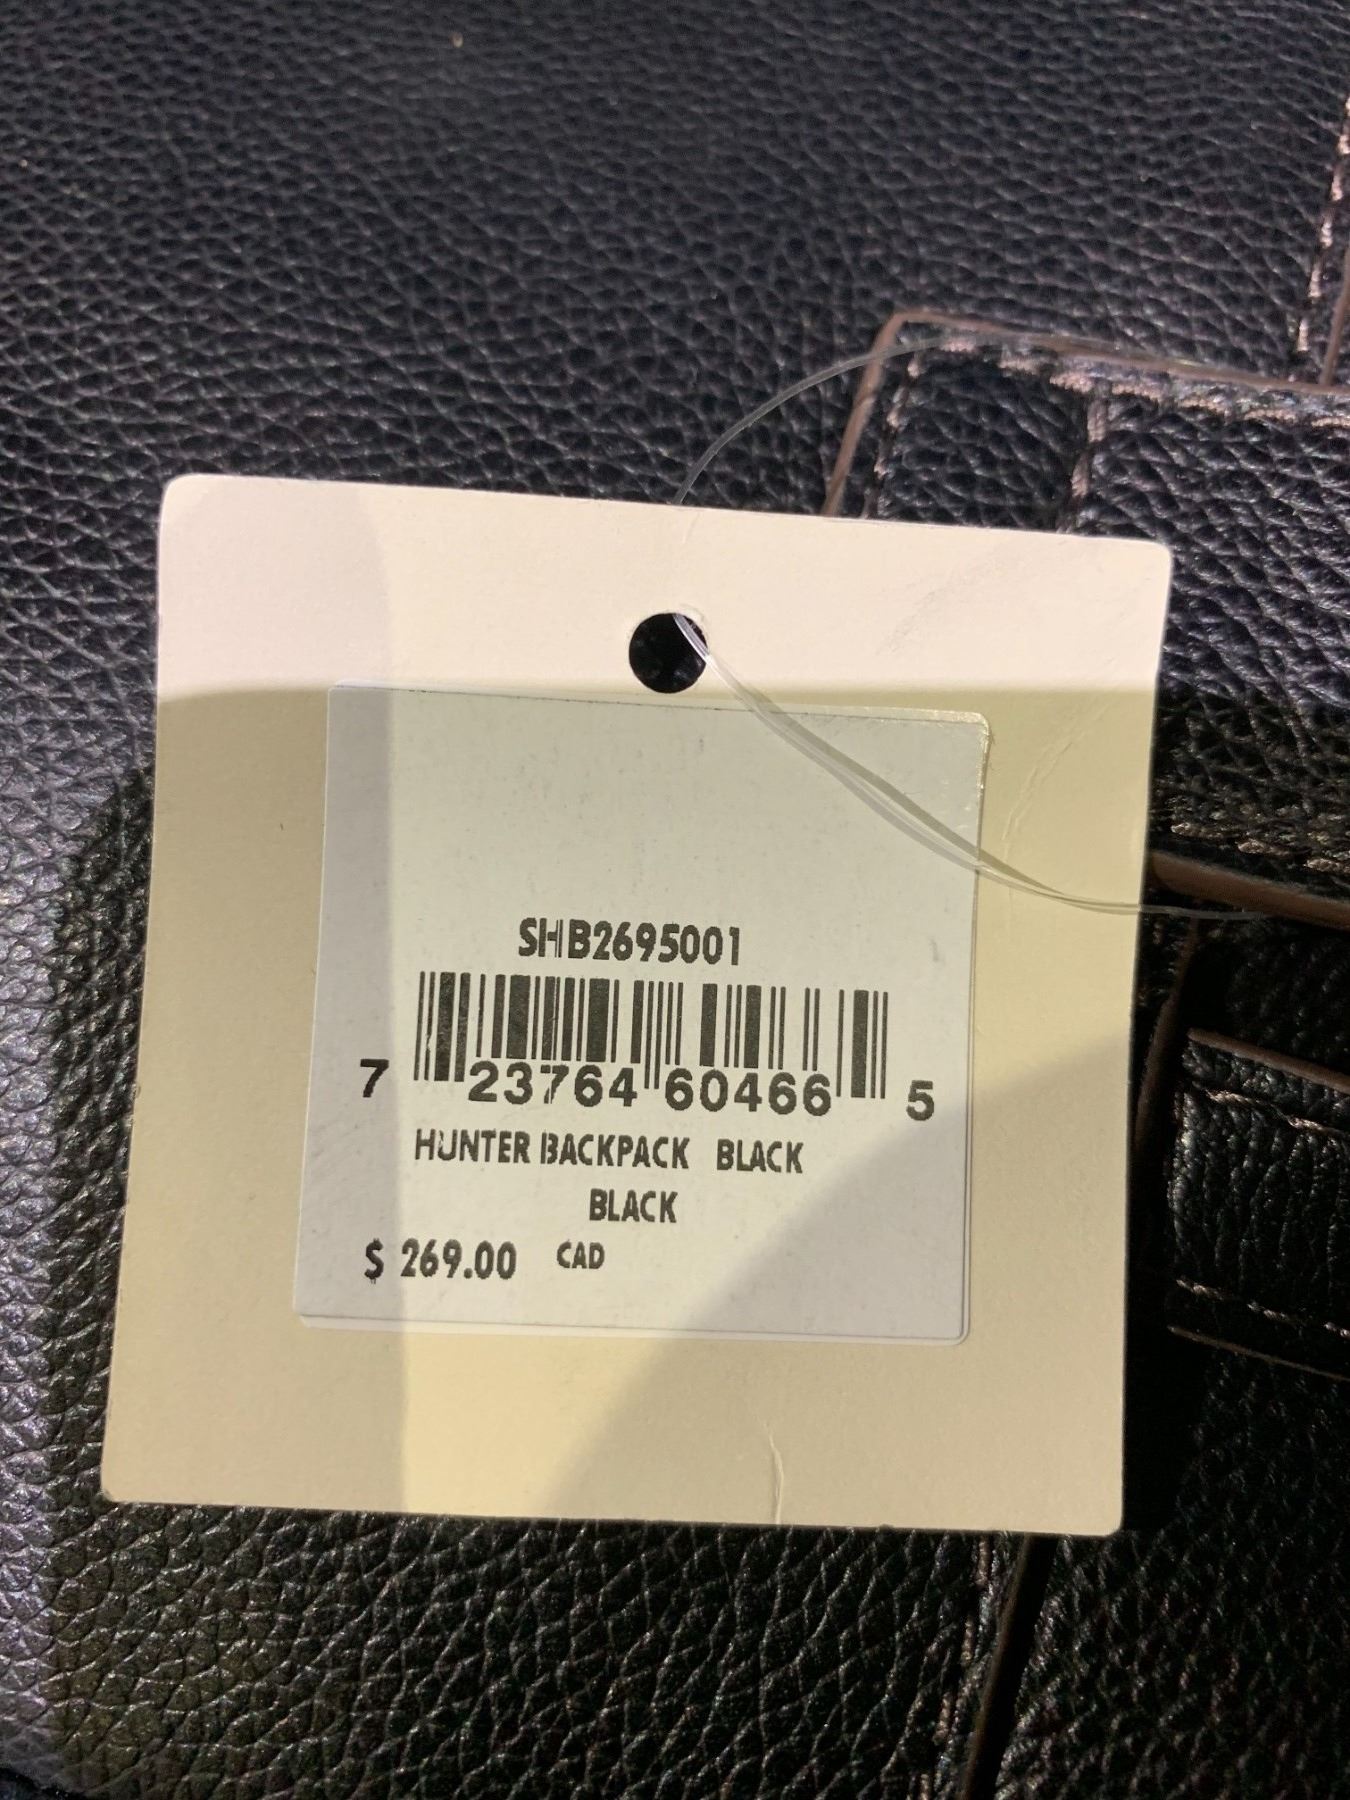 SHB2695001
7 23764 60466 5
HUNTER BACKPACK BLACK
BLACK
$ 269.00 CAD